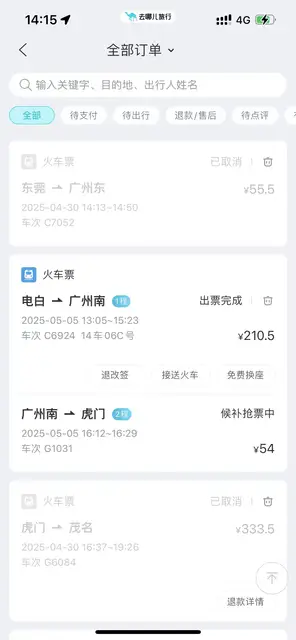 14:15
去哪儿旅行
4G
全部订单
输入关键字、目的地、出行人姓名
全部 待支付 待出行 退款/售后 待点评
火车票 已取消
东莞 广州东 ¥55.5
2025-04-30 14:13~14:50
车次 C7052
火车票
电白 广州南 1程 出票完成
2025-05-05 13:05~15:23
车次 C6924 14车06C号 ¥210.5
退改签 接送火车 免费换座
广州南 虎门 2程 候补抢票中
2025-05-05 16:12~16:29
车次 G1031 ¥54
火车票 已取消
虎门 茂名 ¥333.5
2025-04-30 16:37~19:26
车次 G6084
退款详情